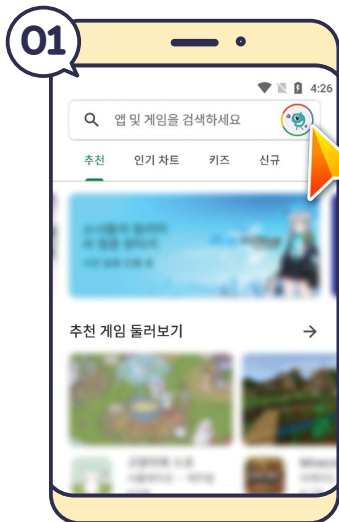 01
4:26
앱 및 게임을 검색하세요
추천 인기 차트 키즈 신규
추천 게임 둘러보기